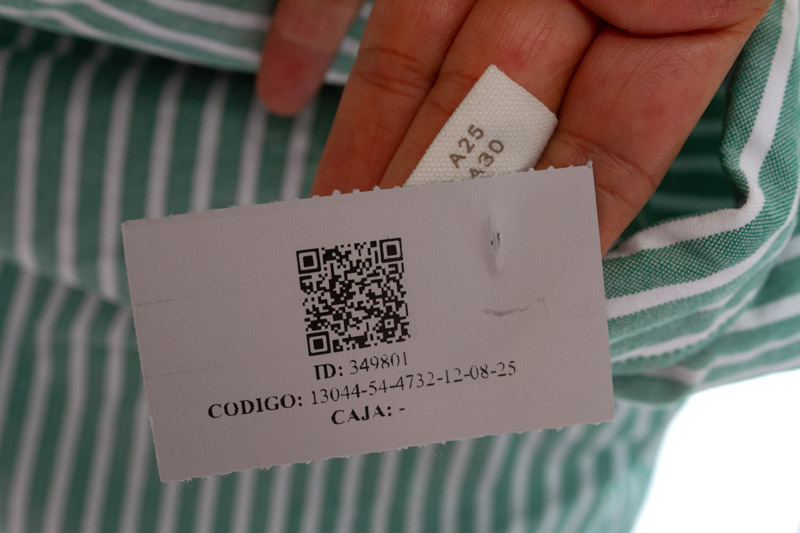 A25
A30
ID: 349801
CODIGO: 13044-54-4732-12-08-25
CAJA: -